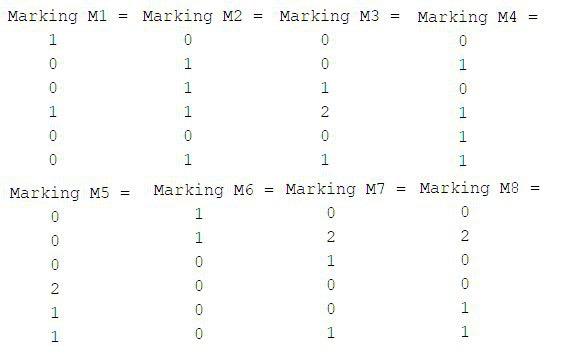 Marking M1 = Marking M2 = Marking M3 = Marking M4 =
1 0 0 0
0 1 0 1
0 1 1 0
1 1 2 1
0 0 0 1
0 1 1 1
Marking M5 = Marking M6 = Marking M7 = Marking M8 =
0 1 0 0
0 1 2 2
0 0 1 0
2 0 0 0
1 0 0 1
1 0 1 1